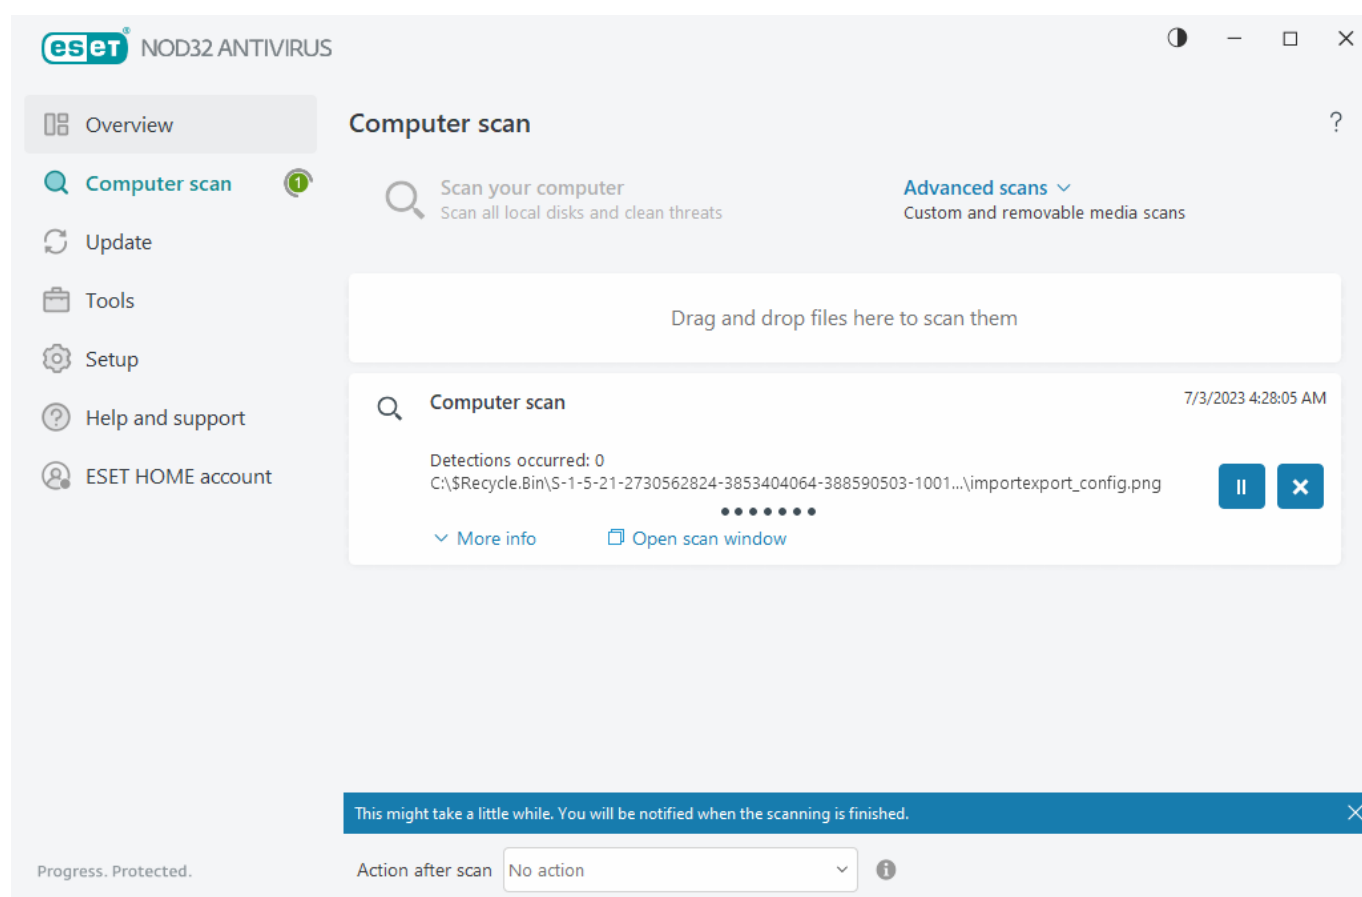 eset® NOD32 ANTIVIRUS
Overview
Computer scan 1
Update
Tools
Setup
Help and support
ESET HOME account
Progress. Protected.
Computer scan
?
Scan your computer
Scan all local disks and clean threats
Advanced scans
Custom and removable media scans
Drag and drop files here to scan them
Computer scan
7/3/2023 4:28:05 AM
Detections occurred: 0
C:\$Recycle.Bin\S-1-5-21-2730562824-3853404064-388590503-1001...\importexport_config.png
More info
Open scan window
This might take a little while. You will be notified when the scanning is finished.
Action after scan
No action